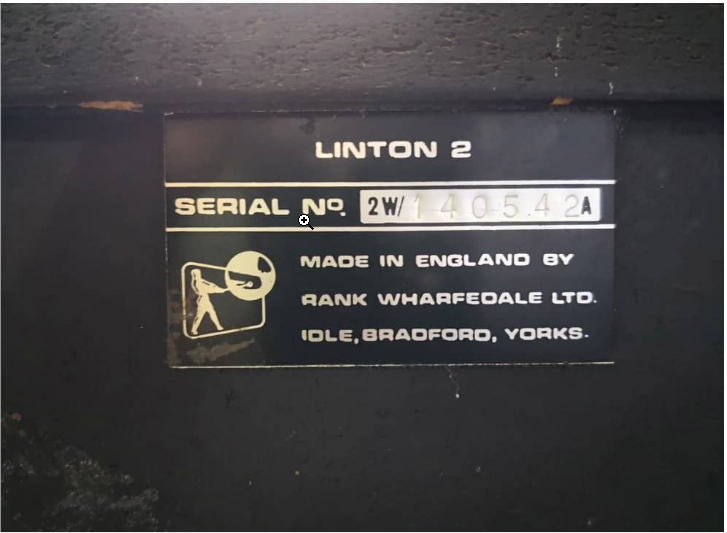 LINTON 2
SERIAL NO. 2W/140542A
MADE IN ENGLAND BY
RANK WHARFEDALE LTD.
IDLE, BRADFORD, YORKS.